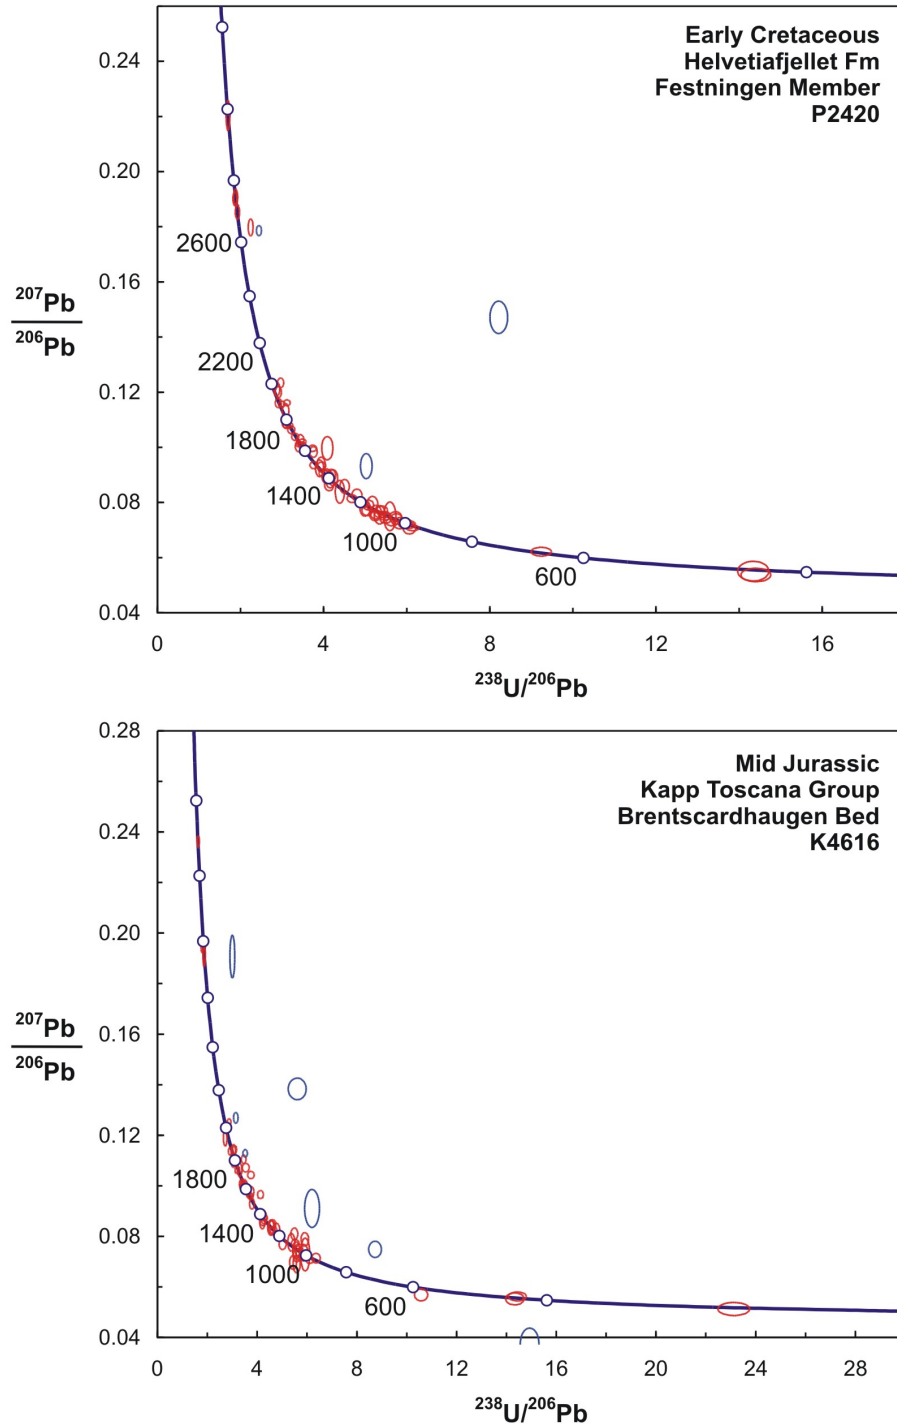 Early Cretaceous
Helvetiafjellet Fm
Festningen Member
P2420
0.24
0.20
0.16
0.12
0.08
0.04
²⁰⁷Pb
²⁰⁶Pb
2600
2200
1800
1400
1000
600
0 4 8 12 16
²³⁸U/²⁰⁶Pb
Mid Jurassic
Kapp Toscana Group
Brentscardhaugen Bed
K4616
0.28
0.24
0.20
0.16
0.12
0.08
0.04
²⁰⁷Pb
²⁰⁶Pb
1800
1400
1000
600
0 4 8 12 16 20 24 28
²³⁸U/²⁰⁶Pb